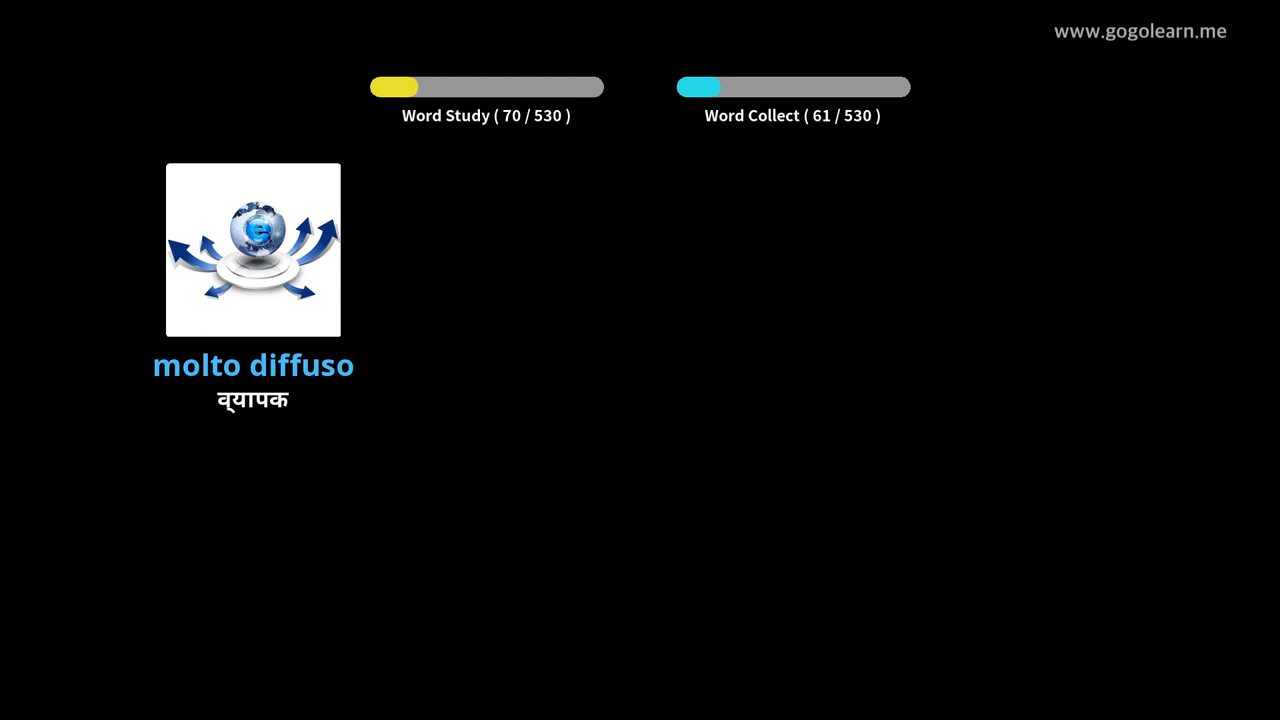 www.gogolearn.me
Word Study ( 70 / 530 )
Word Collect ( 61 / 530 )
e
molto diffuso
व्यापक